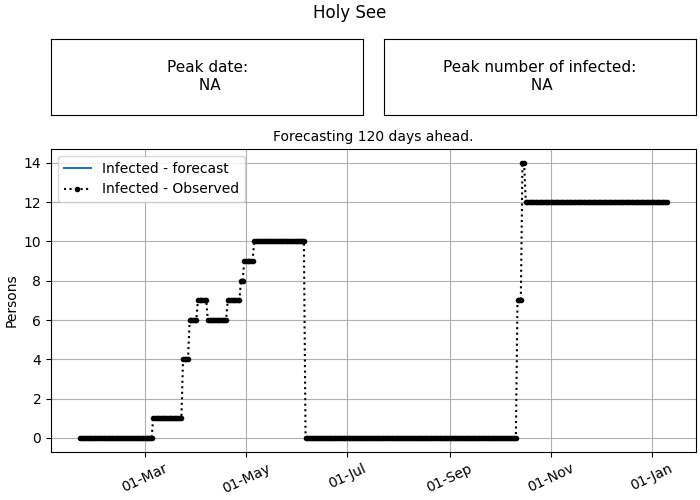 Holy See
Peak date:
NA
Peak number of infected:
NA
Forecasting 120 days ahead.
Infected - forecast
Infected - Observed
Persons
14
12
10
8
6
4
2
0
01-Mar
01-May
01-Jul
01-Sep
01-Nov
01-Jan